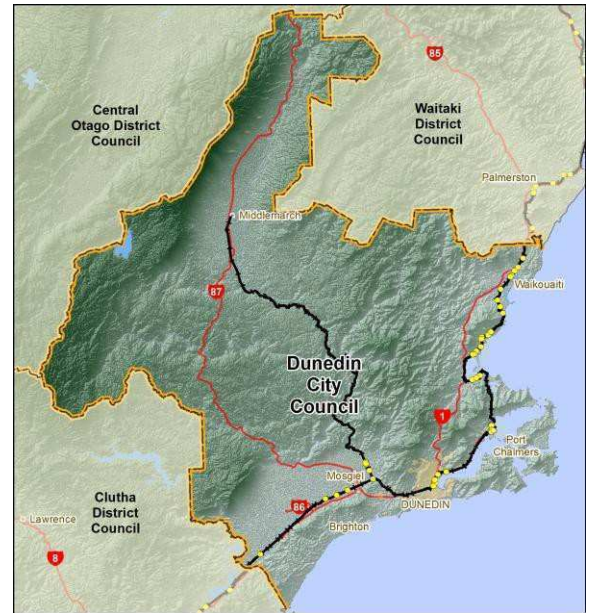 85
Central
Otago District
Council
Waitaki
District
Council
Palmerston
Middlemarch
Waikouaiti
87
Dunedin
City
Council
1
Port
Chalmers
Mosgiel
86
DUNEDIN
Brighton
Clutha
District
Council
Lawrence
8